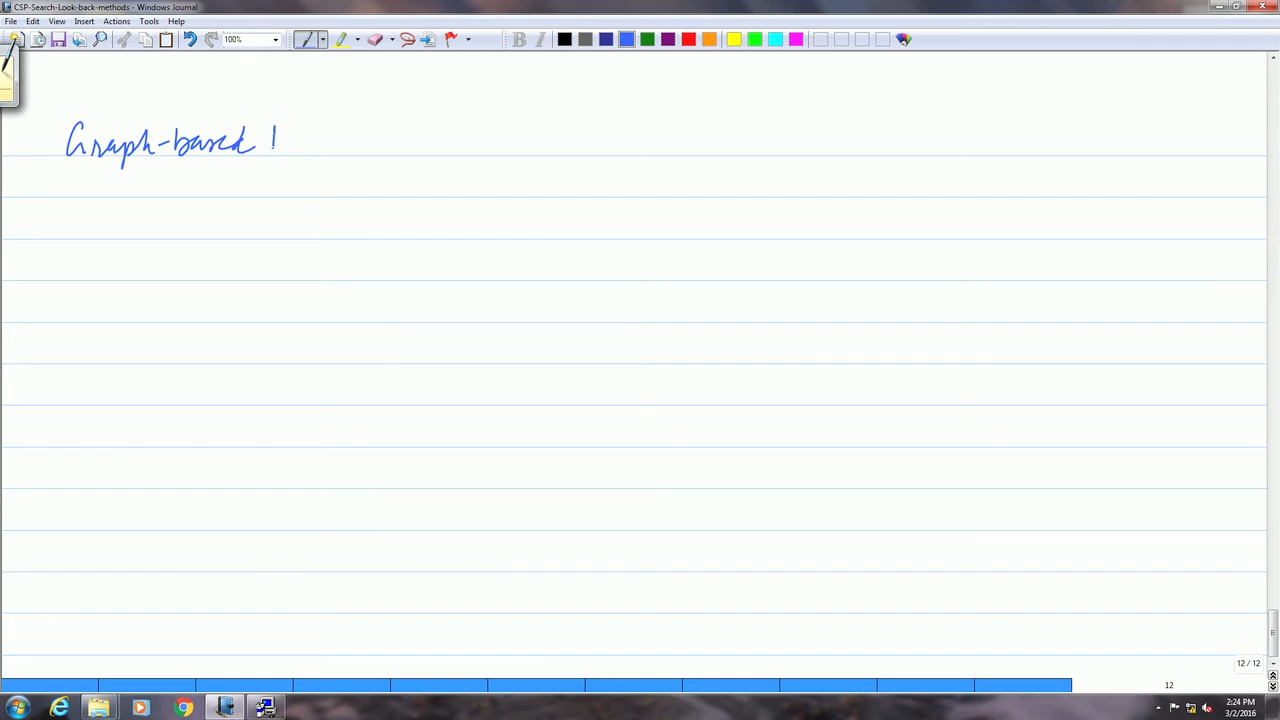 CSP-Search-Look-back-methods - Windows Journal
File Edit View Insert Actions Tools Help
100% B I
Graph-based
12 / 12
12
2:24 PM
3/2/2016